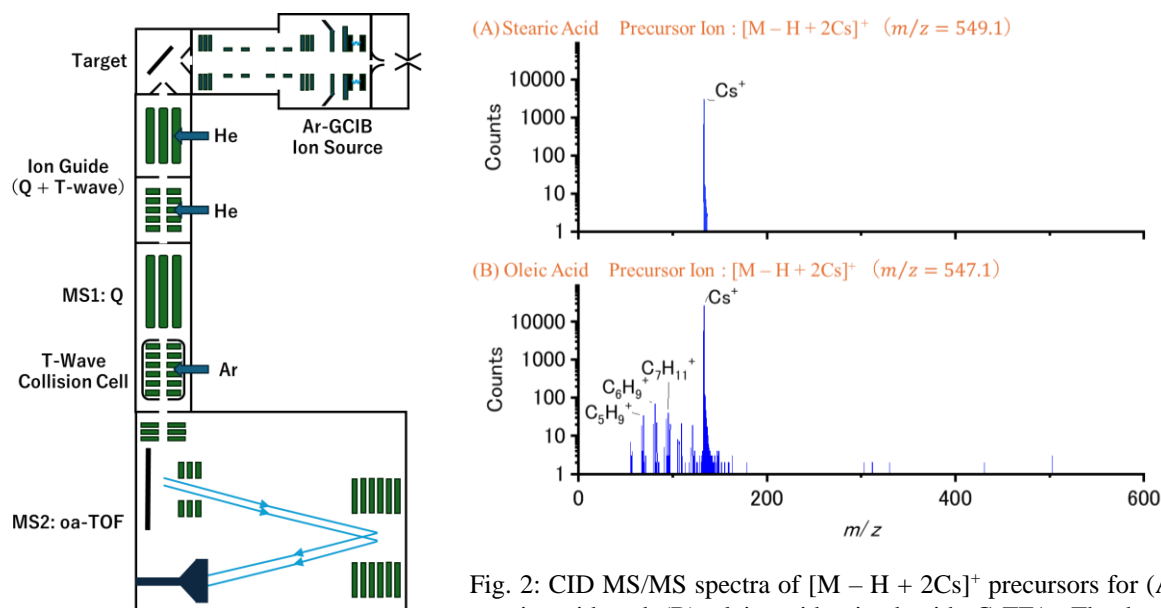 Target
Ar-GCIB
Ion Source
He
Ion Guide
(Q + T-wave)
He
MS1: Q
T-Wave
Collision Cell
Ar
MS2: oa-TOF
(A) Stearic Acid Precursor Ion : [M – H + 2Cs]⁺ (m/z = 549.1)
Counts
10000
1000
100
10
1
Cs⁺
(B) Oleic Acid Precursor Ion : [M – H + 2Cs]⁺ (m/z = 547.1)
Counts
10000
1000
100
10
1
Cs⁺
C₇H₁₁⁺
C₆H₉⁺
C₅H₉⁺
0 200 400 600
m/z
Fig. 2: CID MS/MS spectra of [M – H + 2Cs]⁺ precursors for (A